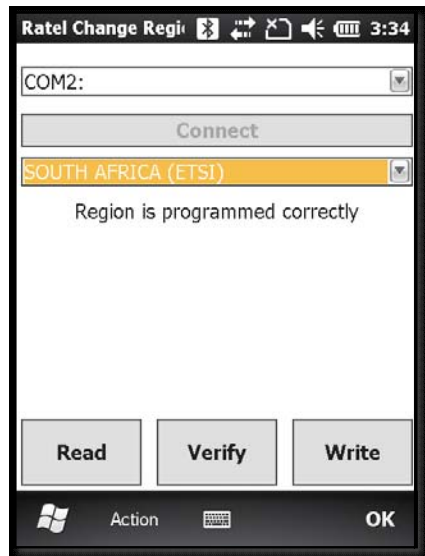 Ratel Change Regi 3:34
COM2:
Connect
SOUTH AFRICA (ETSI)
Region is programmed correctly
Read Verify Write
Action OK